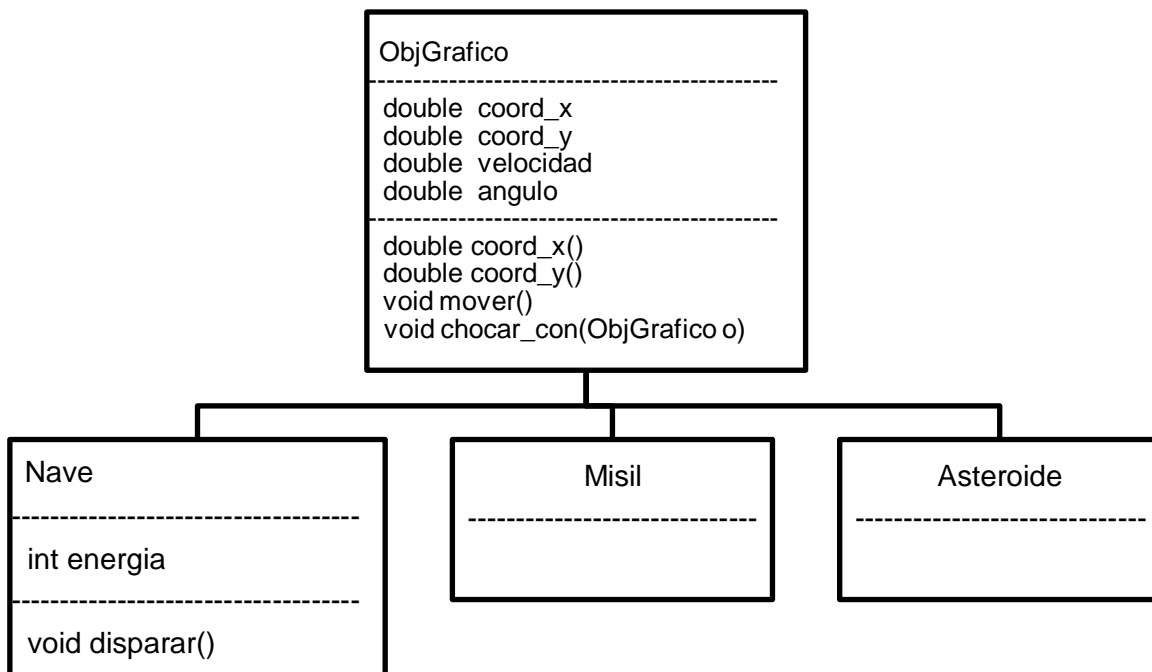 ObjGrafico
double coord_x
double coord_y
double velocidad
double angulo
double coord_x()
double coord_y()
void mover()
void chocar_con(ObjGrafico o)
Nave
int energia
void disparar()
Misil
Asteroide